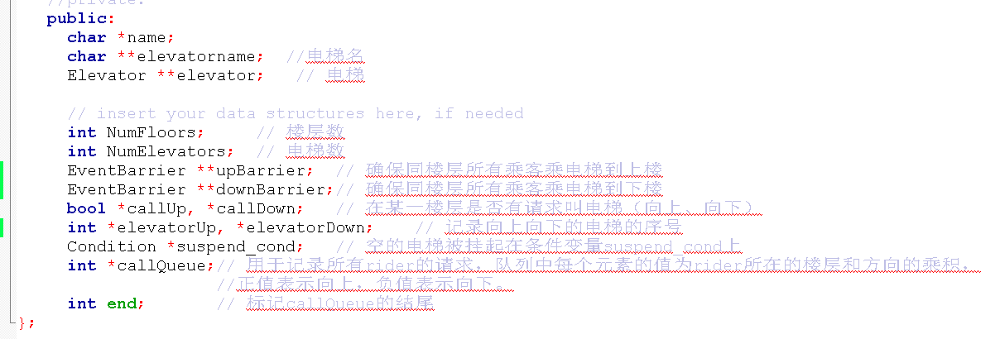 //private:
public:
char *name;
char **elevatorname;  //电梯名
Elevator **elevator;   // 电梯
// insert your data structures here, if needed
int NumFloors;     // 楼层数
int NumElevators;  // 电梯数
EventBarrier **upBarrier;  // 确保同楼层所有乘客乘电梯到上楼
EventBarrier **downBarrier;// 确保同楼层所有乘客乘电梯到下楼
bool *callUp, *callDown;   // 在某一楼层是否有请求叫电梯（向上、向下）
int *elevatorUp, *elevatorDown;    // 记录向上向下的电梯的序号
Condition *suspend_cond;   // 空的电梯被挂起在条件变量suspend_cond上
int *callQueue;// 用于记录所有rider的请求，队列中每个元素的值为rider所在的楼层和方向的乘积，
//正值表示向上，负值表示向下。
int end;       // 标记callQueue的结尾
};